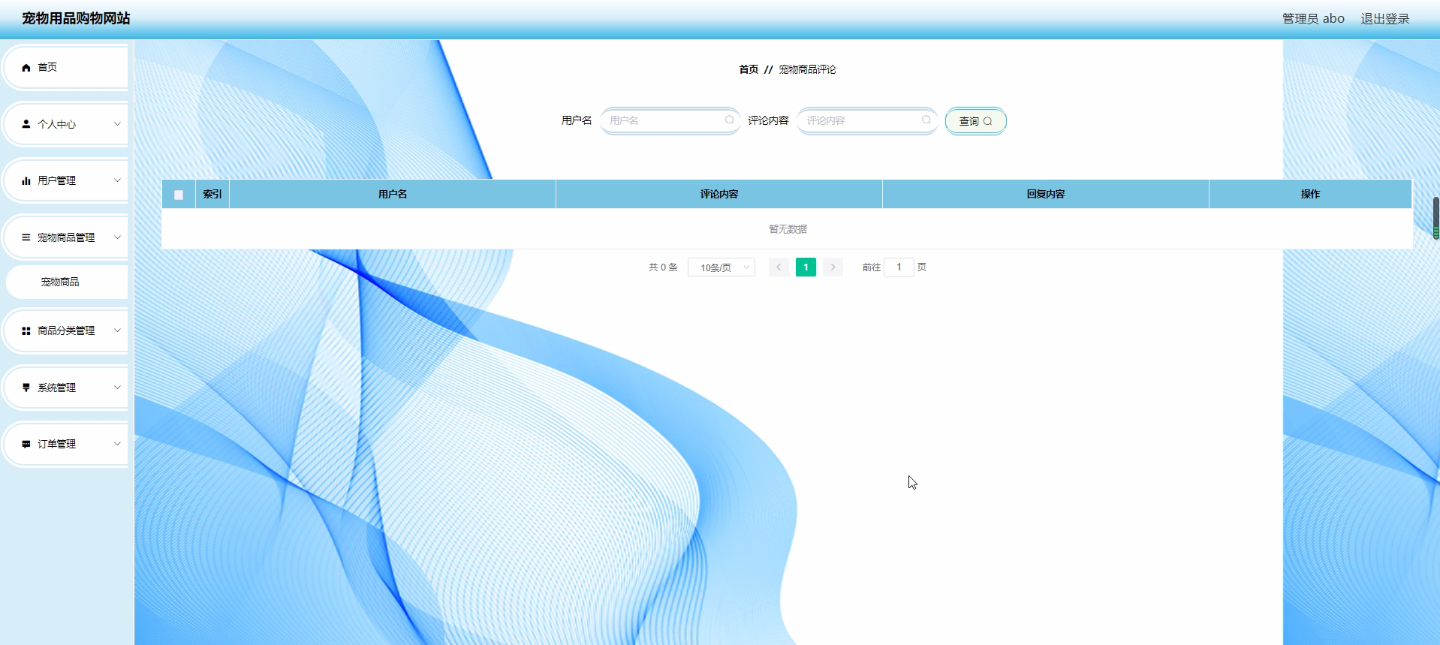 宠物用品购物网站
管理员 abo 退出登录
首页
个人中心
用户管理
宠物商品管理
宠物商品
商品分类管理
系统管理
订单管理
首页 // 宠物商品评论
用户名 用户名 评论内容 评论内容 查询
索引 用户名 评论内容 回复内容 操作
暂无数据
共 0 条 10条/页 1 前往 1 页